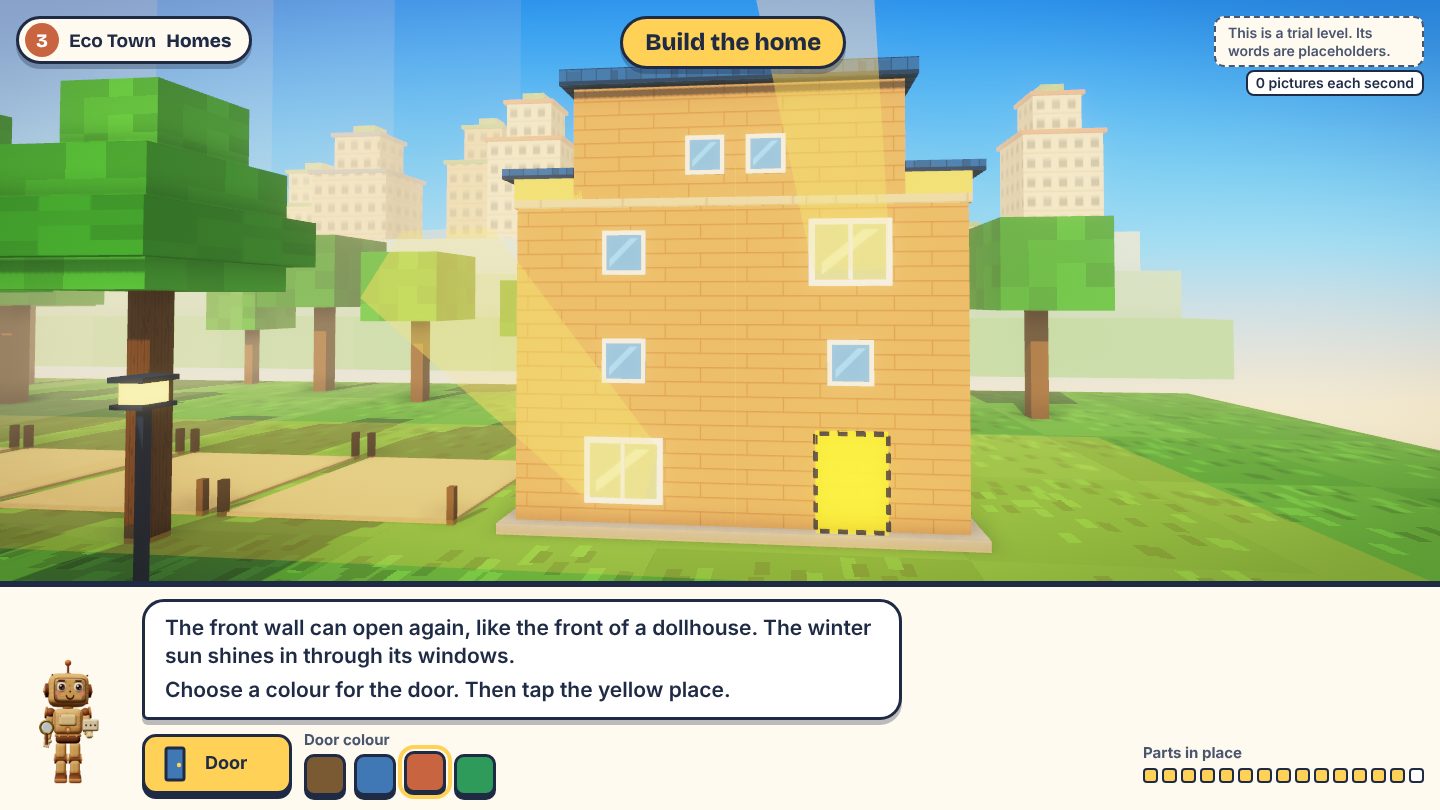 3 Eco Town Homes
Build the home
This is a trial level. Its
words are placeholders.
0 pictures each second
The front wall can open again, like the front of a dollhouse. The winter
sun shines in through its windows.
Choose a colour for the door. Then tap the yellow place.
Door
Door colour
Parts in place